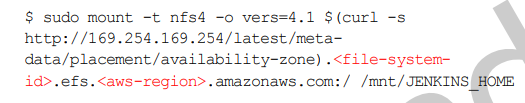 $ sudo mount -t nfs4 -o vers=4.1 $(curl -s
http://169.254.169.254/latest/meta-
data/placement/availability-zone).<file-system-
id>.efs.<aws-region>.amazonaws.com:/ /mnt/JENKINS_HOME